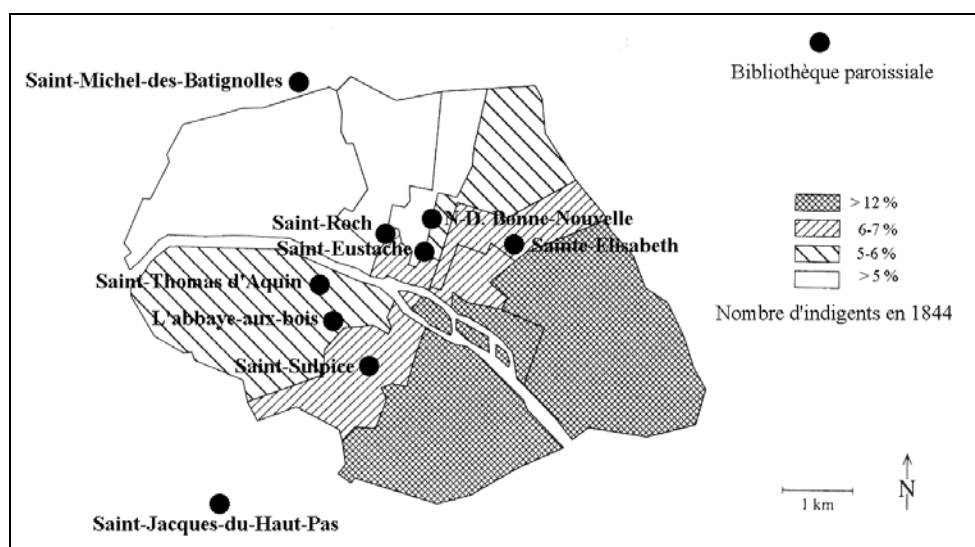 Saint-Michel-des-Batignolles
Bibliothèque paroissiale
Saint-Roch
N-D. Bonne-Nouvelle
Saint-Eustache
Sainte-Elisabeth
Saint-Thomas d'Aquin
L'abbaye-aux-bois
Saint-Sulpice
Saint-Jacques-du-Haut-Pas
> 12 %
6-7 %
5-6 %
> 5 %
Nombre d'indigents en 1844
1 km
N